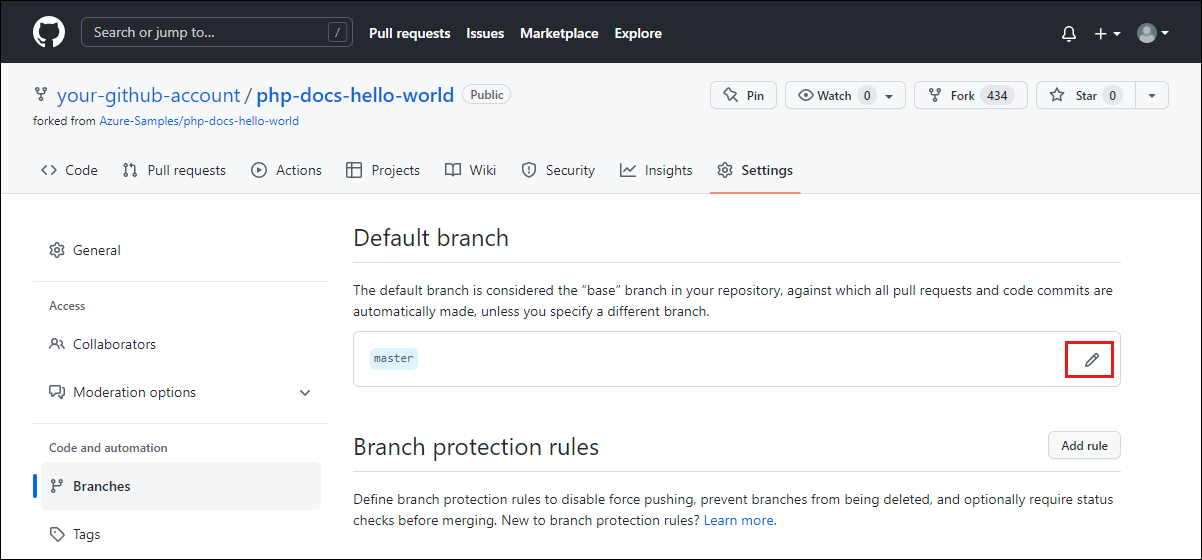 Search or jump to... / Pull requests Issues Marketplace Explore
your-github-account / php-docs-hello-world Public Pin Watch 0 Fork 434 Star 0
forked from Azure-Samples/php-docs-hello-world
Code Pull requests Actions Projects Wiki Security Insights Settings
General
Access
Collaborators
Moderation options
Code and automation
Branches
Tags
Default branch
The default branch is considered the “base” branch in your repository, against which all pull requests and code commits are
automatically made, unless you specify a different branch.
master
Branch protection rules Add rule
Define branch protection rules to disable force pushing, prevent branches from being deleted, and optionally require status
checks before merging. New to branch protection rules? Learn more.